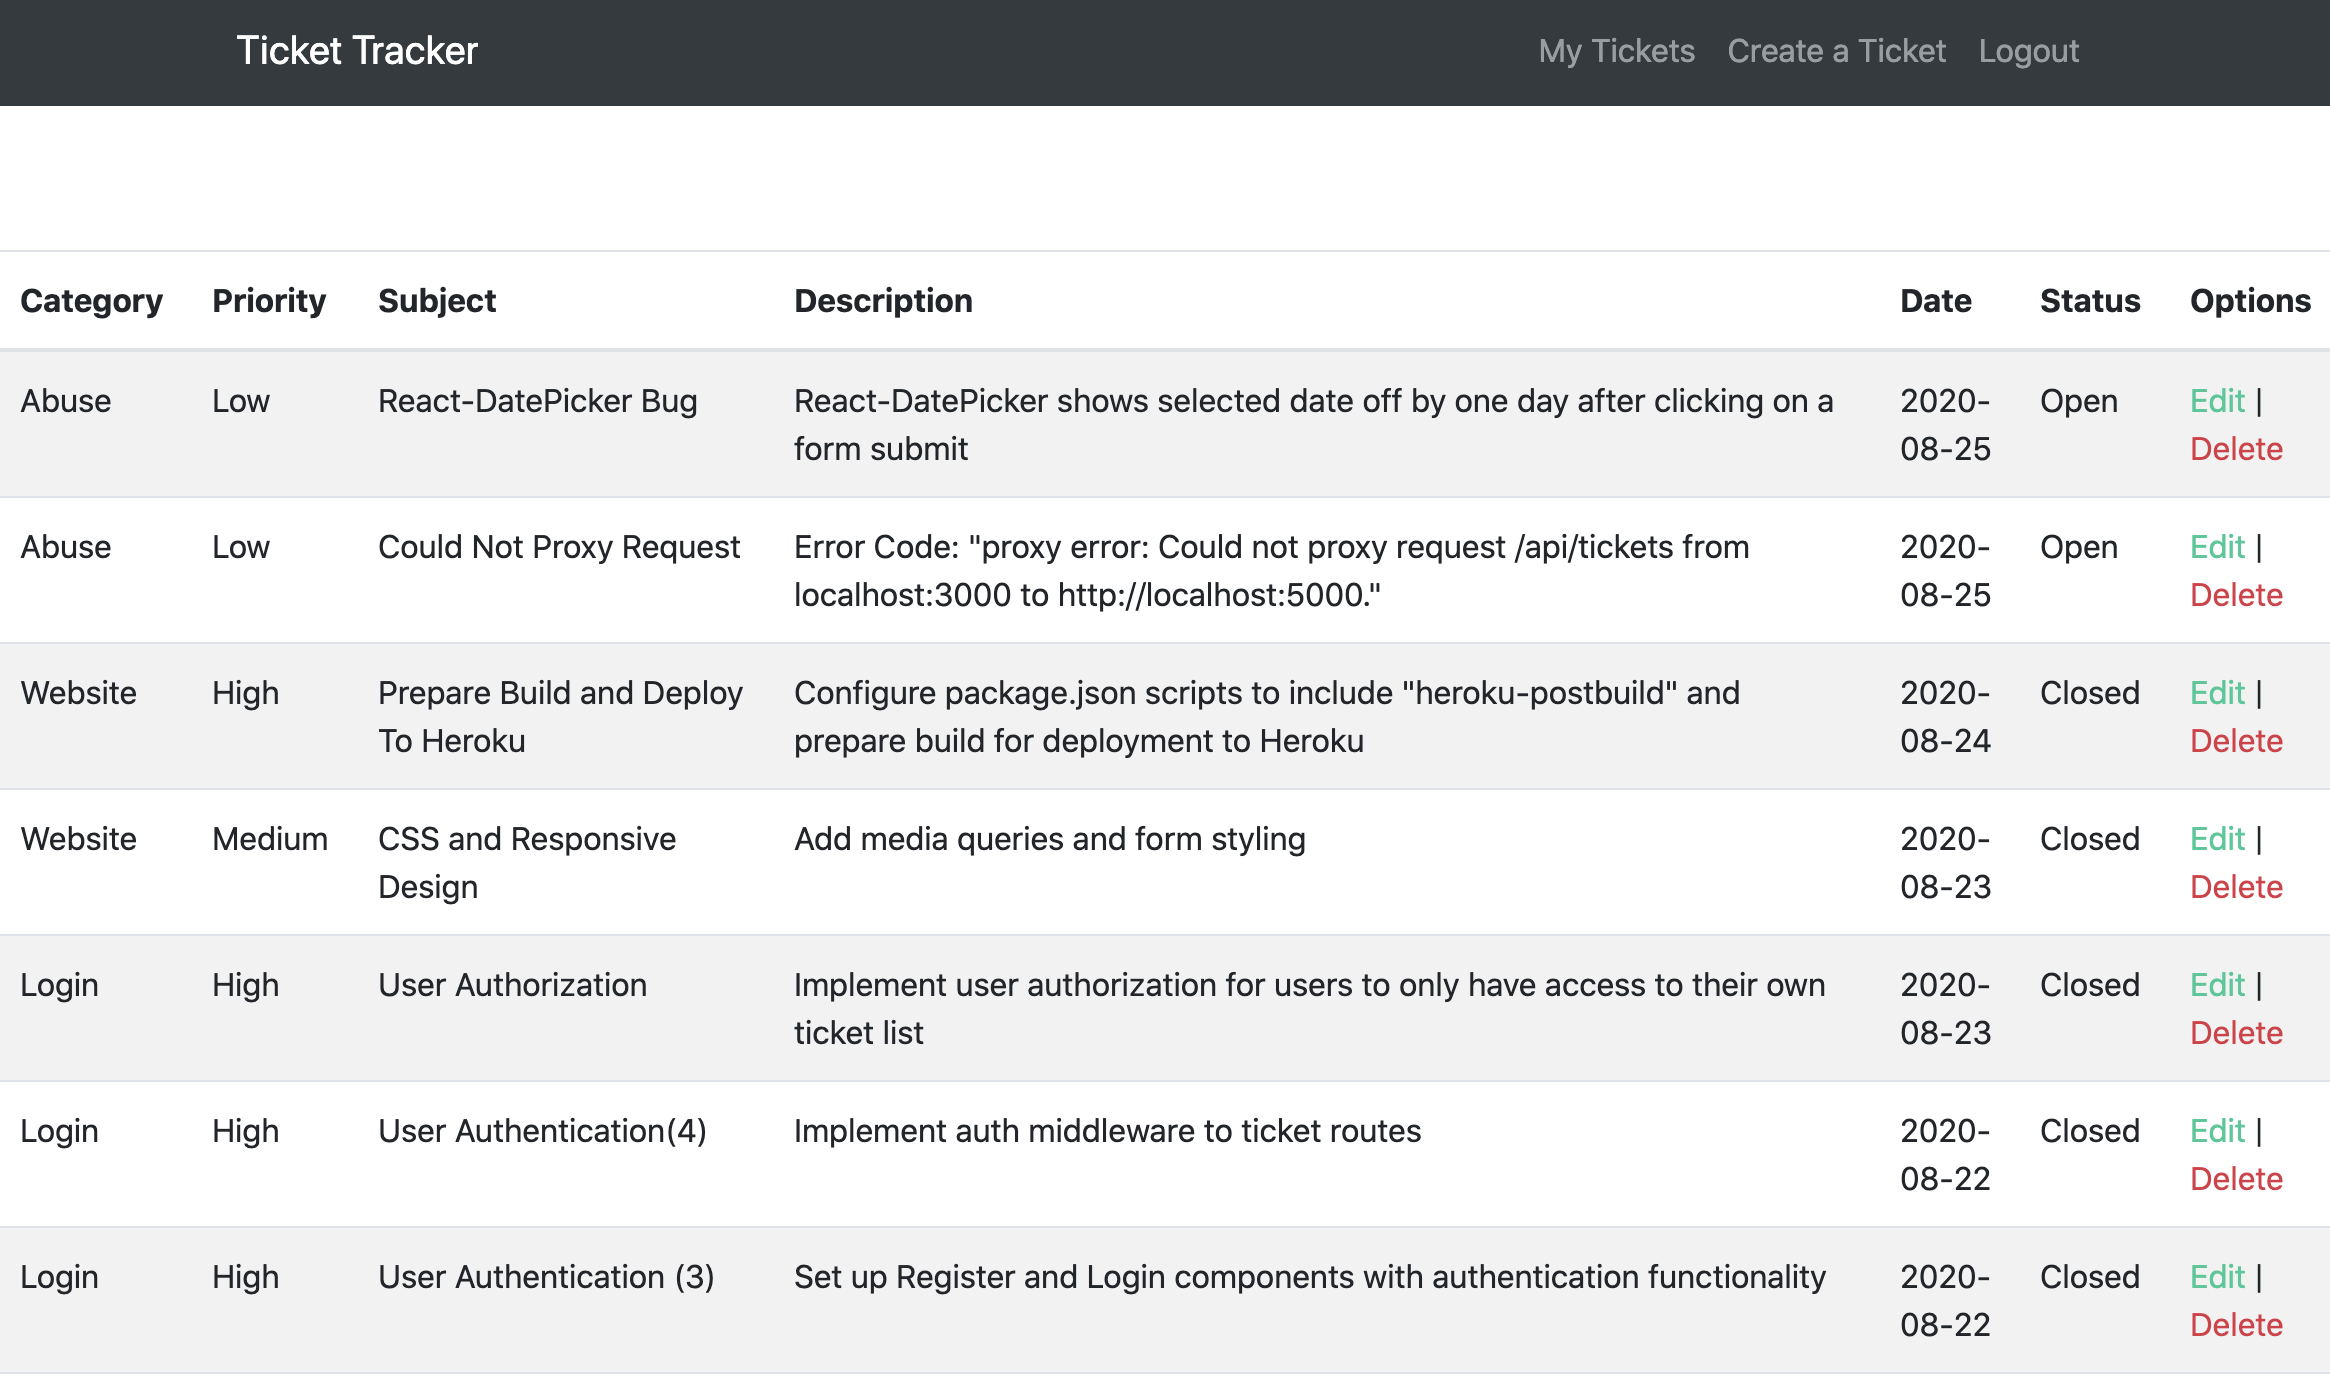 Ticket Tracker My Tickets Create a Ticket Logout
Category Priority Subject Description Date Status Options
Abuse Low React-DatePicker Bug React-DatePicker shows selected date off by one day after clicking on a 2020- Open Edit |
form submit 08-25 Delete
Abuse Low Could Not Proxy Request Error Code: "proxy error: Could not proxy request /api/tickets from 2020- Open Edit |
localhost:3000 to http://localhost:5000." 08-25 Delete
Website High Prepare Build and Deploy Configure package.json scripts to include "heroku-postbuild" and 2020- Closed Edit |
To Heroku prepare build for deployment to Heroku 08-24 Delete
Website Medium CSS and Responsive Add media queries and form styling 2020- Closed Edit |
Design 08-23 Delete
Login High User Authorization Implement user authorization for users to only have access to their own 2020- Closed Edit |
ticket list 08-23 Delete
Login High User Authentication(4) Implement auth middleware to ticket routes 2020- Closed Edit |
08-22 Delete
Login High User Authentication (3) Set up Register and Login components with authentication functionality 2020- Closed Edit |
08-22 Delete